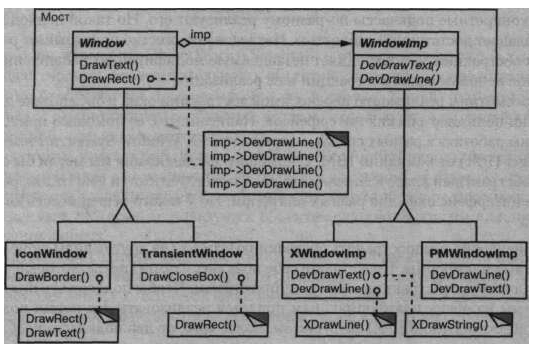 Мост
Window
imp
WindowImp
DrawText()
DrawRect()
DevDrawText()
DevDrawLine()
imp->DevDrawLine()
imp->DevDrawLine()
imp->DevDrawLine()
imp->DevDrawLine()
IconWindow
TransientWindow
XWindowImp
PMWindowImp
DrawBorder()
DrawCloseBox()
DevDrawText()
DevDrawLine()
DevDrawLine()
DevDrawText()
DrawRect()
DrawText()
DrawRect()
XDrawLine()
XDrawString()